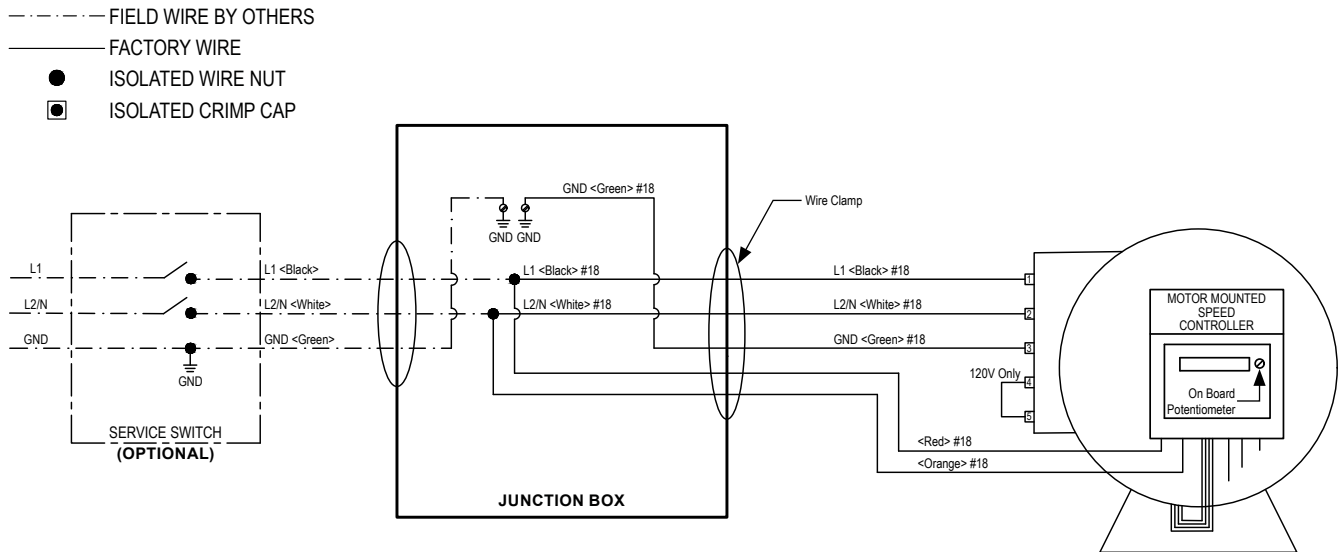 FIELD WIRE BY OTHERS
FACTORY WIRE
ISOLATED WIRE NUT
ISOLATED CRIMP CAP
GND <Green> #18
Wire Clamp
GND GND
L1
L1 <Black>
L1 <Black> #18
L1 <Black> #18
1
L2/N
L2/N <White>
L2/N <White> #18
L2/N <White> #18
2
MOTOR MOUNTED
SPEED
CONTROLLER
GND
GND <Green>
GND <Green> #18
3
GND
120V Only
4
5
On Board
Potentiometer
SERVICE SWITCH
(OPTIONAL)
<Red> #18
<Orange> #18
JUNCTION BOX